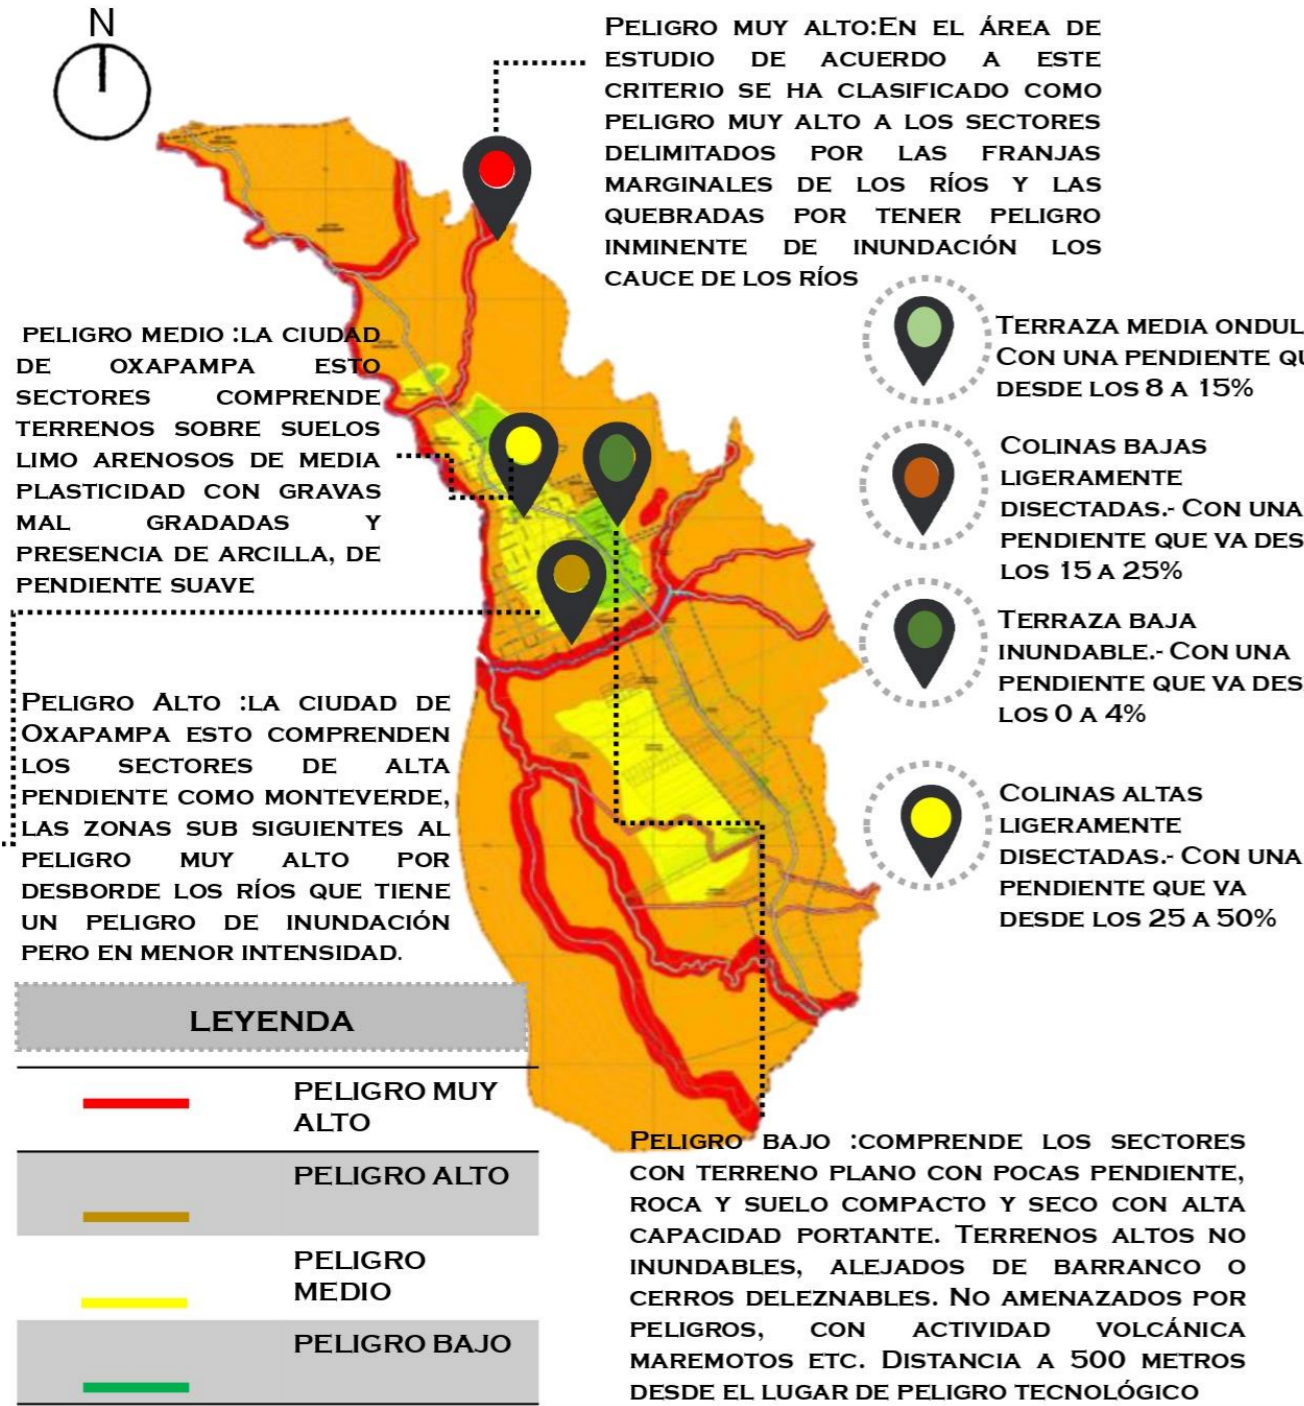 N
PELIGRO MUY ALTO:EN EL ÁREA DE
ESTUDIO DE ACUERDO A ESTE
CRITERIO SE HA CLASIFICADO COMO
PELIGRO MUY ALTO A LOS SECTORES
DELIMITADOS POR LAS FRANJAS
MARGINALES DE LOS RÍOS Y LAS
QUEBRADAS POR TENER PELIGRO
INMINENTE DE INUNDACIÓN LOS
CAUCE DE LOS RÍOS
PELIGRO MEDIO :LA CIUDAD
DE OXAPAMPA ESTO
SECTORES COMPRENDE
TERRENOS SOBRE SUELOS
LIMO ARENOSOS DE MEDIA
PLASTICIDAD CON GRAVAS
MAL GRADADAS Y
PRESENCIA DE ARCILLA, DE
PENDIENTE SUAVE
TERRAZA MEDIA ONDUL
CON UNA PENDIENTE QU
DESDE LOS 8 A 15%
COLINAS BAJAS
LIGERAMENTE
DISECTADAS.- CON UNA
PENDIENTE QUE VA DES
LOS 15 A 25%
TERRAZA BAJA
INUNDABLE.- CON UNA
PENDIENTE QUE VA DES
LOS 0 A 4%
COLINAS ALTAS
LIGERAMENTE
DISECTADAS.- CON UNA
PENDIENTE QUE VA
DESDE LOS 25 A 50%
PELIGRO ALTO :LA CIUDAD DE
OXAPAMPA ESTO COMPRENDEN
LOS SECTORES DE ALTA
PENDIENTE COMO MONTEVERDE,
LAS ZONAS SUB SIGUIENTES AL
PELIGRO MUY ALTO POR
DESBORDE LOS RÍOS QUE TIENE
UN PELIGRO DE INUNDACIÓN
PERO EN MENOR INTENSIDAD.
LEYENDA
PELIGRO MUY
ALTO
PELIGRO ALTO
PELIGRO
MEDIO
PELIGRO BAJO
PELIGRO BAJO :COMPRENDE LOS SECTORES
CON TERRENO PLANO CON POCAS PENDIENTE,
ROCA Y SUELO COMPACTO Y SECO CON ALTA
CAPACIDAD PORTANTE. TERRENOS ALTOS NO
INUNDABLES, ALEJADOS DE BARRANCO O
CERROS DELEZNABLES. NO AMENAZADOS POR
PELIGROS, CON ACTIVIDAD VOLCÁNICA
MAREMOTOS ETC. DISTANCIA A 500 METROS
DESDE EL LUGAR DE PELIGRO TECNOLÓGICO